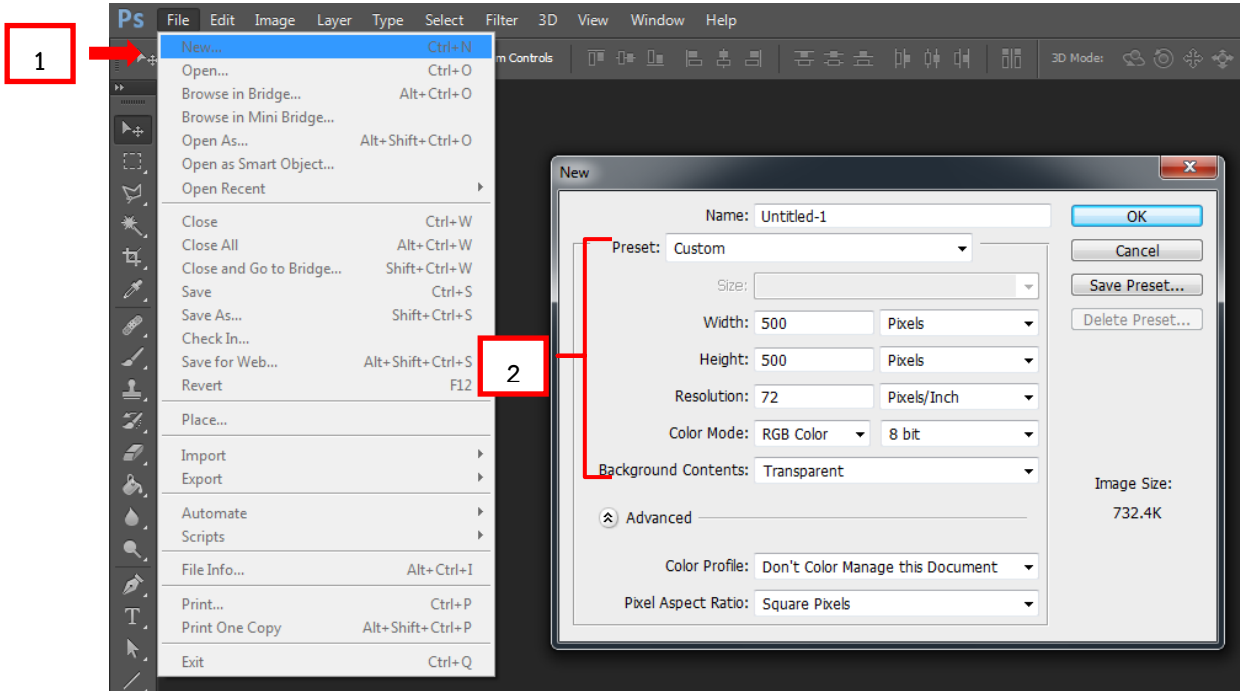 Ps File Edit Image Layer Type Select Filter 3D View Window Help
1
New... Ctrl+N
m Controls
3D Mode:
Open... Ctrl+O
Browse in Bridge... Alt+Ctrl+O
Browse in Mini Bridge...
Open As... Alt+Shift+Ctrl+O
Open as Smart Object...
Open Recent
Close Ctrl+W
Close All Alt+Ctrl+W
Close and Go to Bridge... Shift+Ctrl+W
Save Ctrl+S
Save As... Shift+Ctrl+S
Check In...
Save for Web... Alt+Shift+Ctrl+S
Revert F12
Place...
Import
Export
Automate
Scripts
File Info... Alt+Ctrl+I
Print... Ctrl+P
Print One Copy Alt+Shift+Ctrl+P
Exit Ctrl+Q
T
2
New
x
Name: Untitled-1
Preset: Custom
Size:
Width: 500 Pixels
Height: 500 Pixels
Resolution: 72 Pixels/Inch
Color Mode: RGB Color 8 bit
Background Contents: Transparent
Advanced
Color Profile: Don't Color Manage this Document
Pixel Aspect Ratio: Square Pixels
OK
Cancel
Save Preset...
Delete Preset...
Image Size:
732.4K